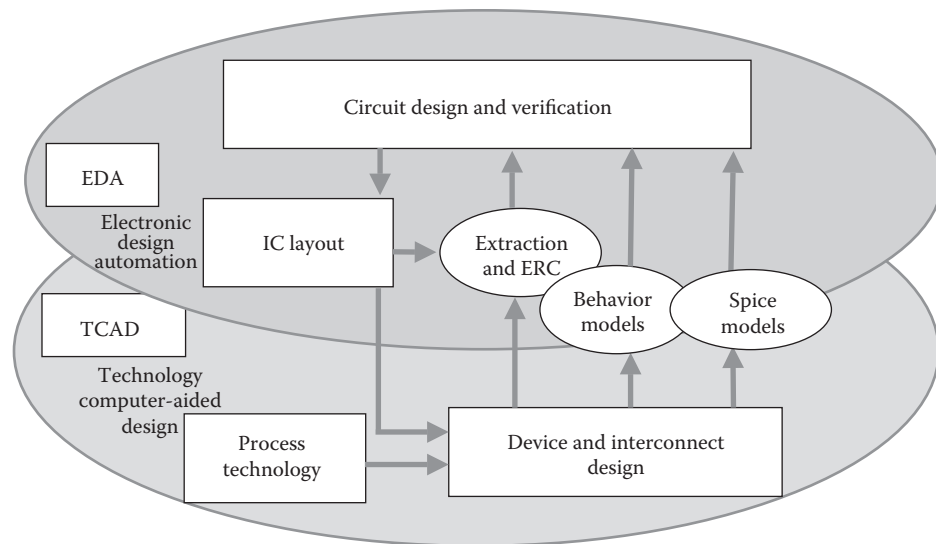 Circuit design and verification
EDA
Electronic
design
automation
IC layout
Extraction
and ERC
Behavior
models
Spice
models
TCAD
Technology
computer-aided
design
Process
technology
Device and interconnect
design